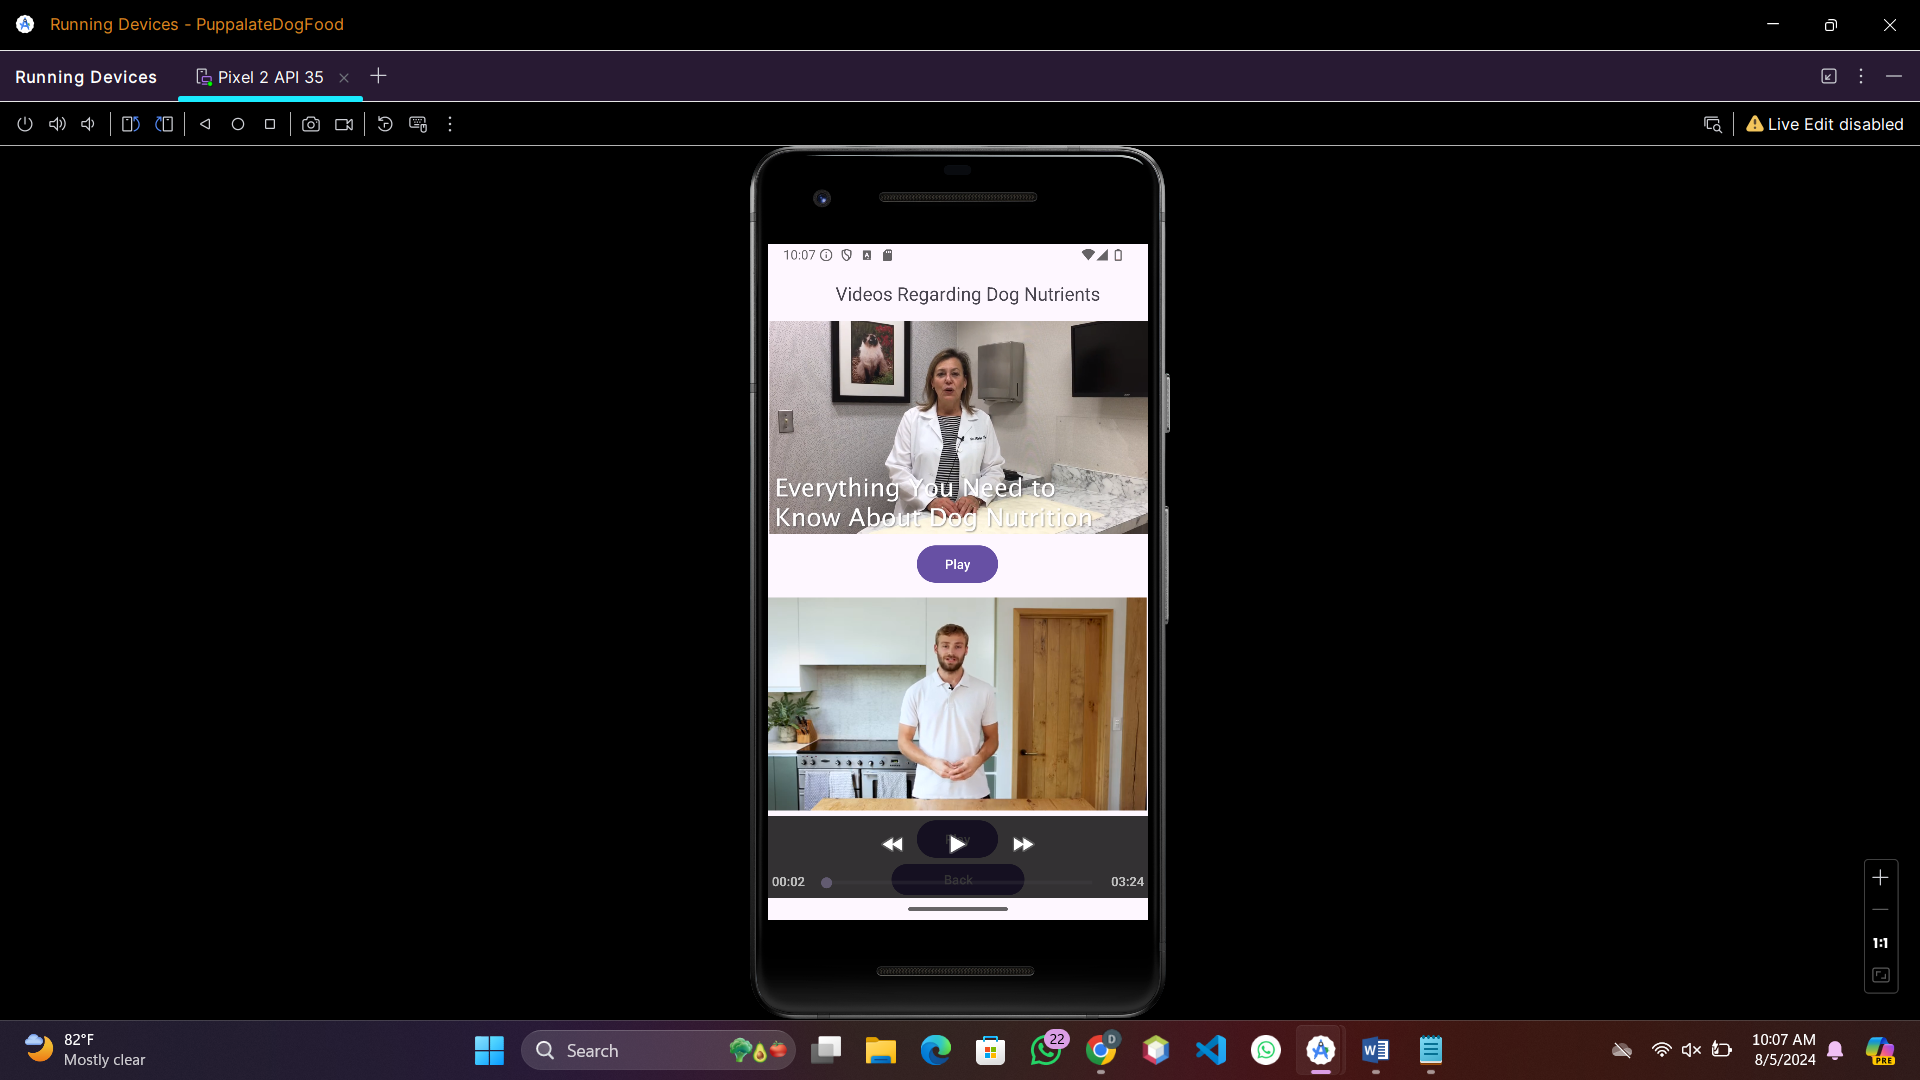 Running Devices - PuppalateDogFood
Running Devices
Pixel 2 API 35
Live Edit disabled
10:07
Videos Regarding Dog Nutrients
Everything You Need to
Know About Dog Nutrition
Play
Back
00:02
03:24
1:1
82°F
Mostly clear
Search
22
D
10:07 AM
8/5/2024
PRE